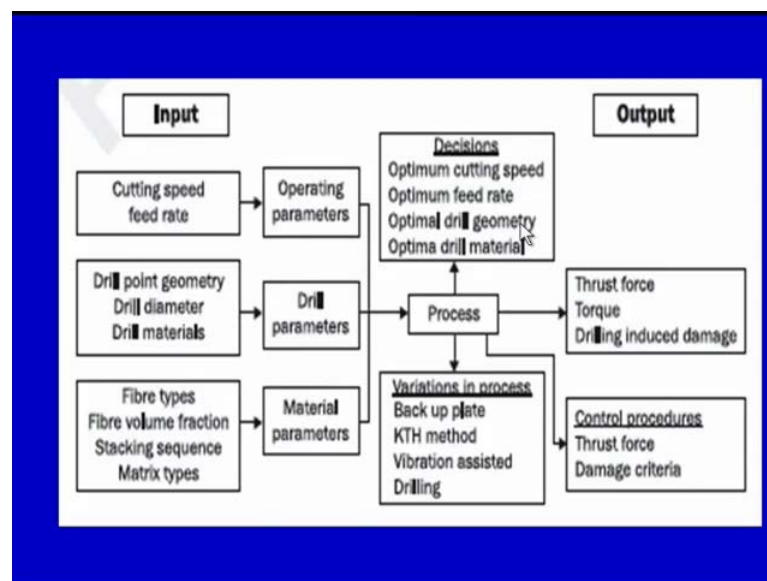 Input
Output
Cutting speed
feed rate
Operating
parameters
Decisions
Optimum cutting speed
Optimum feed rate
Optimal drill geometry
Optima drill material
Drill point geometry
Drill diameter
Drill materials
Drill
parameters
Process
Thrust force
Torque
Drilling induced damage
Fibre types
Fibre volume fraction
Stacking sequence
Matrix types
Material
parameters
Variations in process
Back up plate
KTH method
Vibration assisted
Drilling
Control procedures
Thrust force
Damage criteria